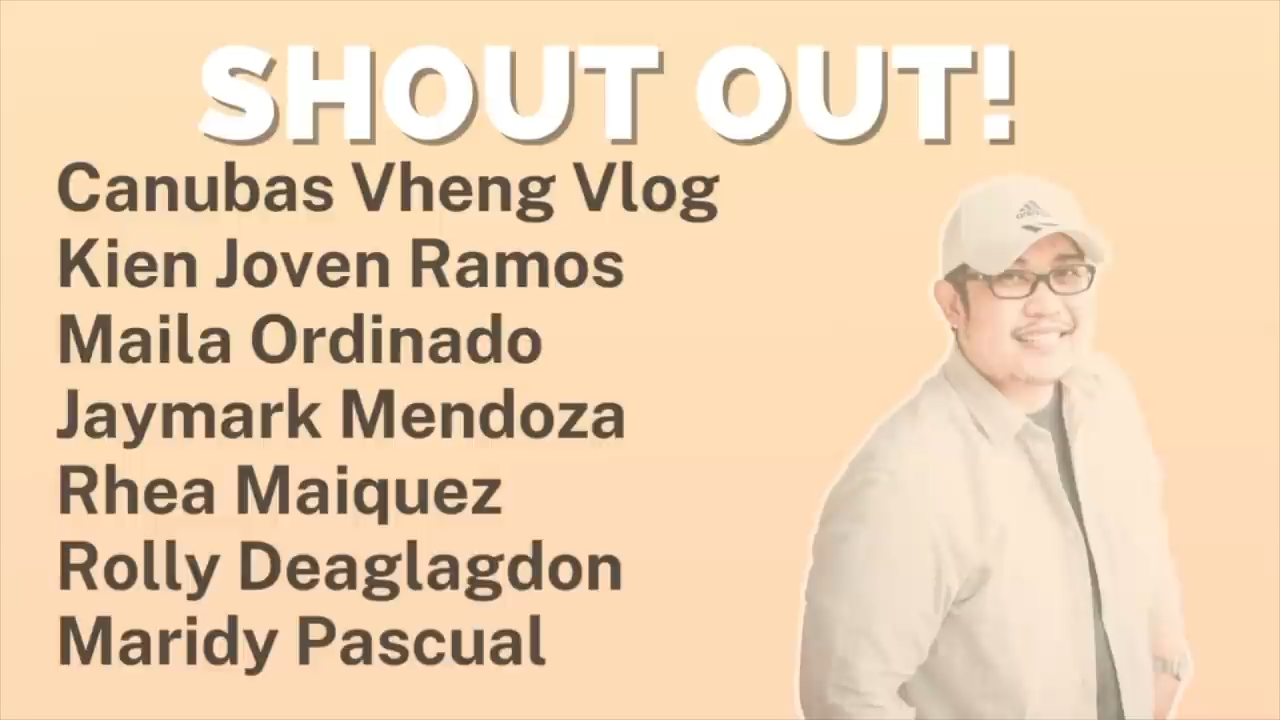 SHOUT OUT!
Canubas Vheng Vlog
Kien Joven Ramos
Maila Ordinado
Jaymark Mendoza
Rhea Maiquez
Rolly Deaglagdon
Maridy Pascual